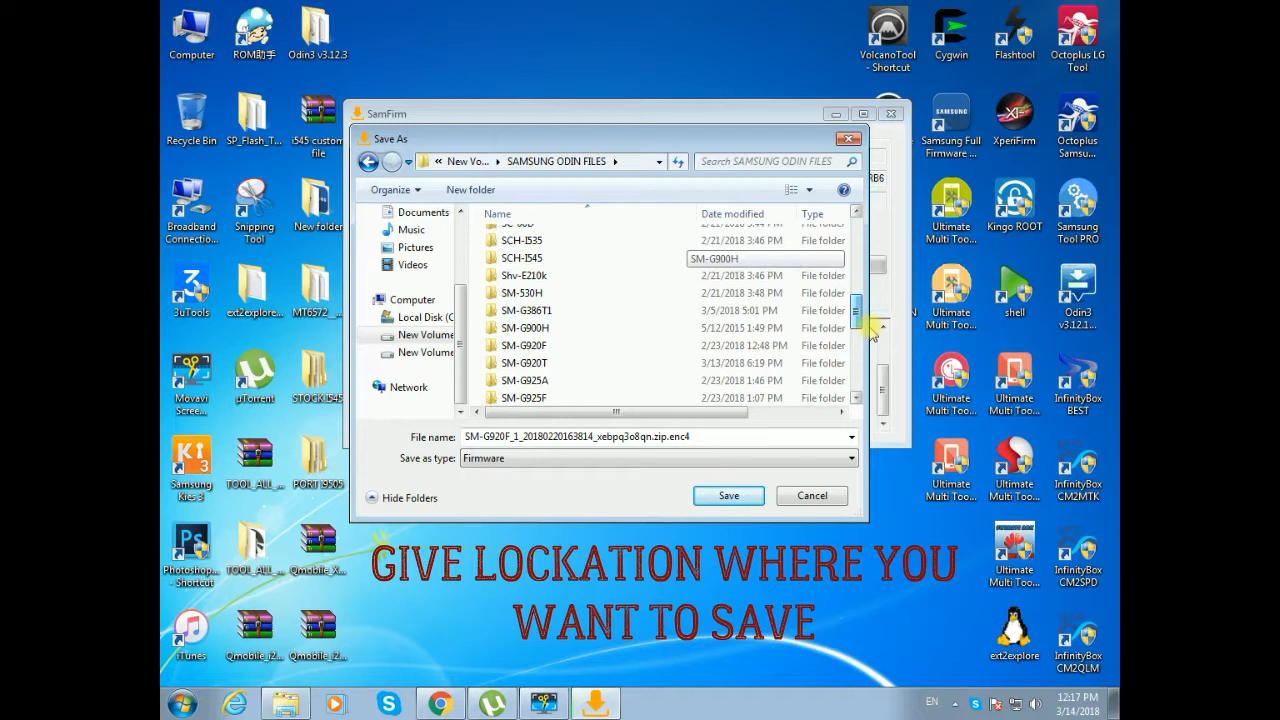 Computer
ROM助手
Odin3 v3.12.3
VolcanoTool - Shortcut
Cygwin
Flashtool
Octoplus LG Tool
Recycle Bin
SP_Flash_T...
i545 custom file
Samsung Full Firmware ...
XperiFirm
Octoplus Samsu...
Broadband Connectio...
Snipping Tool
New folder
Ultimate Multi Too...
Kingo ROOT
Samsung Tool PRO
3uTools
ext2explore...
MT6572_...
Ultimate Multi Too...
shell
Odin3 v3.12.1...
Movavi Scree...
µTorrent
STOCK I545
Ultimate Multi Too...
Ultimate Multi Too...
InfinityBox BEST
Samsung Kies 3
TOOL_ALL_...
PORT i9505
Ultimate Multi Too...
Ultimate Multi Too...
InfinityBox CM2MTK
Photoshop... - Shortcut
TOOL_ALL_...
Qmobile_X...
Ultimate Multi Too...
InfinityBox CM2SPD
iTunes
Qmobile_i2...
Qmobile_i2...
ext2explore
InfinityBox CM2QLM
SamFirm
RB6
Save As
« New Vo... SAMSUNG ODIN FILES
Search SAMSUNG ODIN FILES
Organize New folder
Documents
Music
Pictures
Videos
Computer
Local Disk (C
New Volume
New Volume
Network
Name Date modified Type
SCH-I535 2/21/2018 3:46 PM File folder
SCH-I545 SM-G900H
Shv-E210k 2/21/2018 3:46 PM File folder
SM-530H 2/21/2018 3:48 PM File folder
SM-G386T1 3/5/2018 5:01 PM File folder
SM-G900H 5/12/2015 1:49 PM File folder
SM-G920F 2/23/2018 12:48 PM File folder
SM-G920T 3/13/2018 6:19 PM File folder
SM-G925A 2/23/2018 1:46 PM File folder
SM-G925F 2/23/2018 1:07 PM File folder
File name: SM-G920F_1_20180220163814_xebpq3o8qn.zip.enc4
Save as type: Firmware
Hide Folders Save Cancel
GIVE LOCKATION WHERE YOU
WANT TO SAVE
EN
12:17 PM
3/14/2018